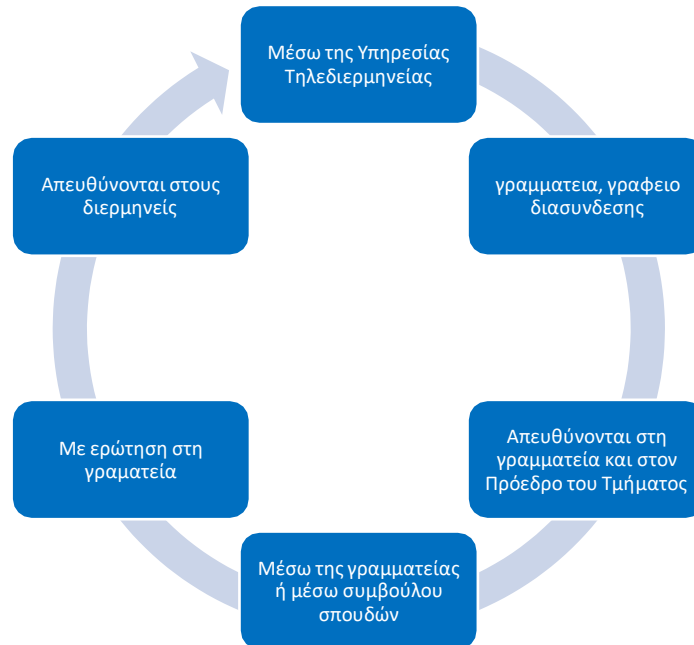 Μέσω της Υπηρεσίας
Τηλεδιερμηνείας
γραμματεια, γραφειο
διασυνδεσης
Απευθύνονται στη
γραμματεία και στον
Πρόεδρο του Τμήματος
Μέσω της γραμματείας
ή μέσω συμβούλου
σπουδών
Με ερώτηση στη
γραματεία
Απευθύνονται στους
διερμηνείς